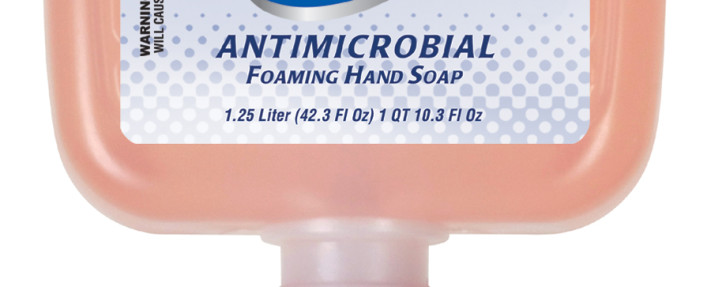 WARNIN
WILL CAUS
ANTIMICROBIAL
FOAMING HAND SOAP
1.25 Liter (42.3 Fl Oz) 1 QT 10.3 Fl Oz